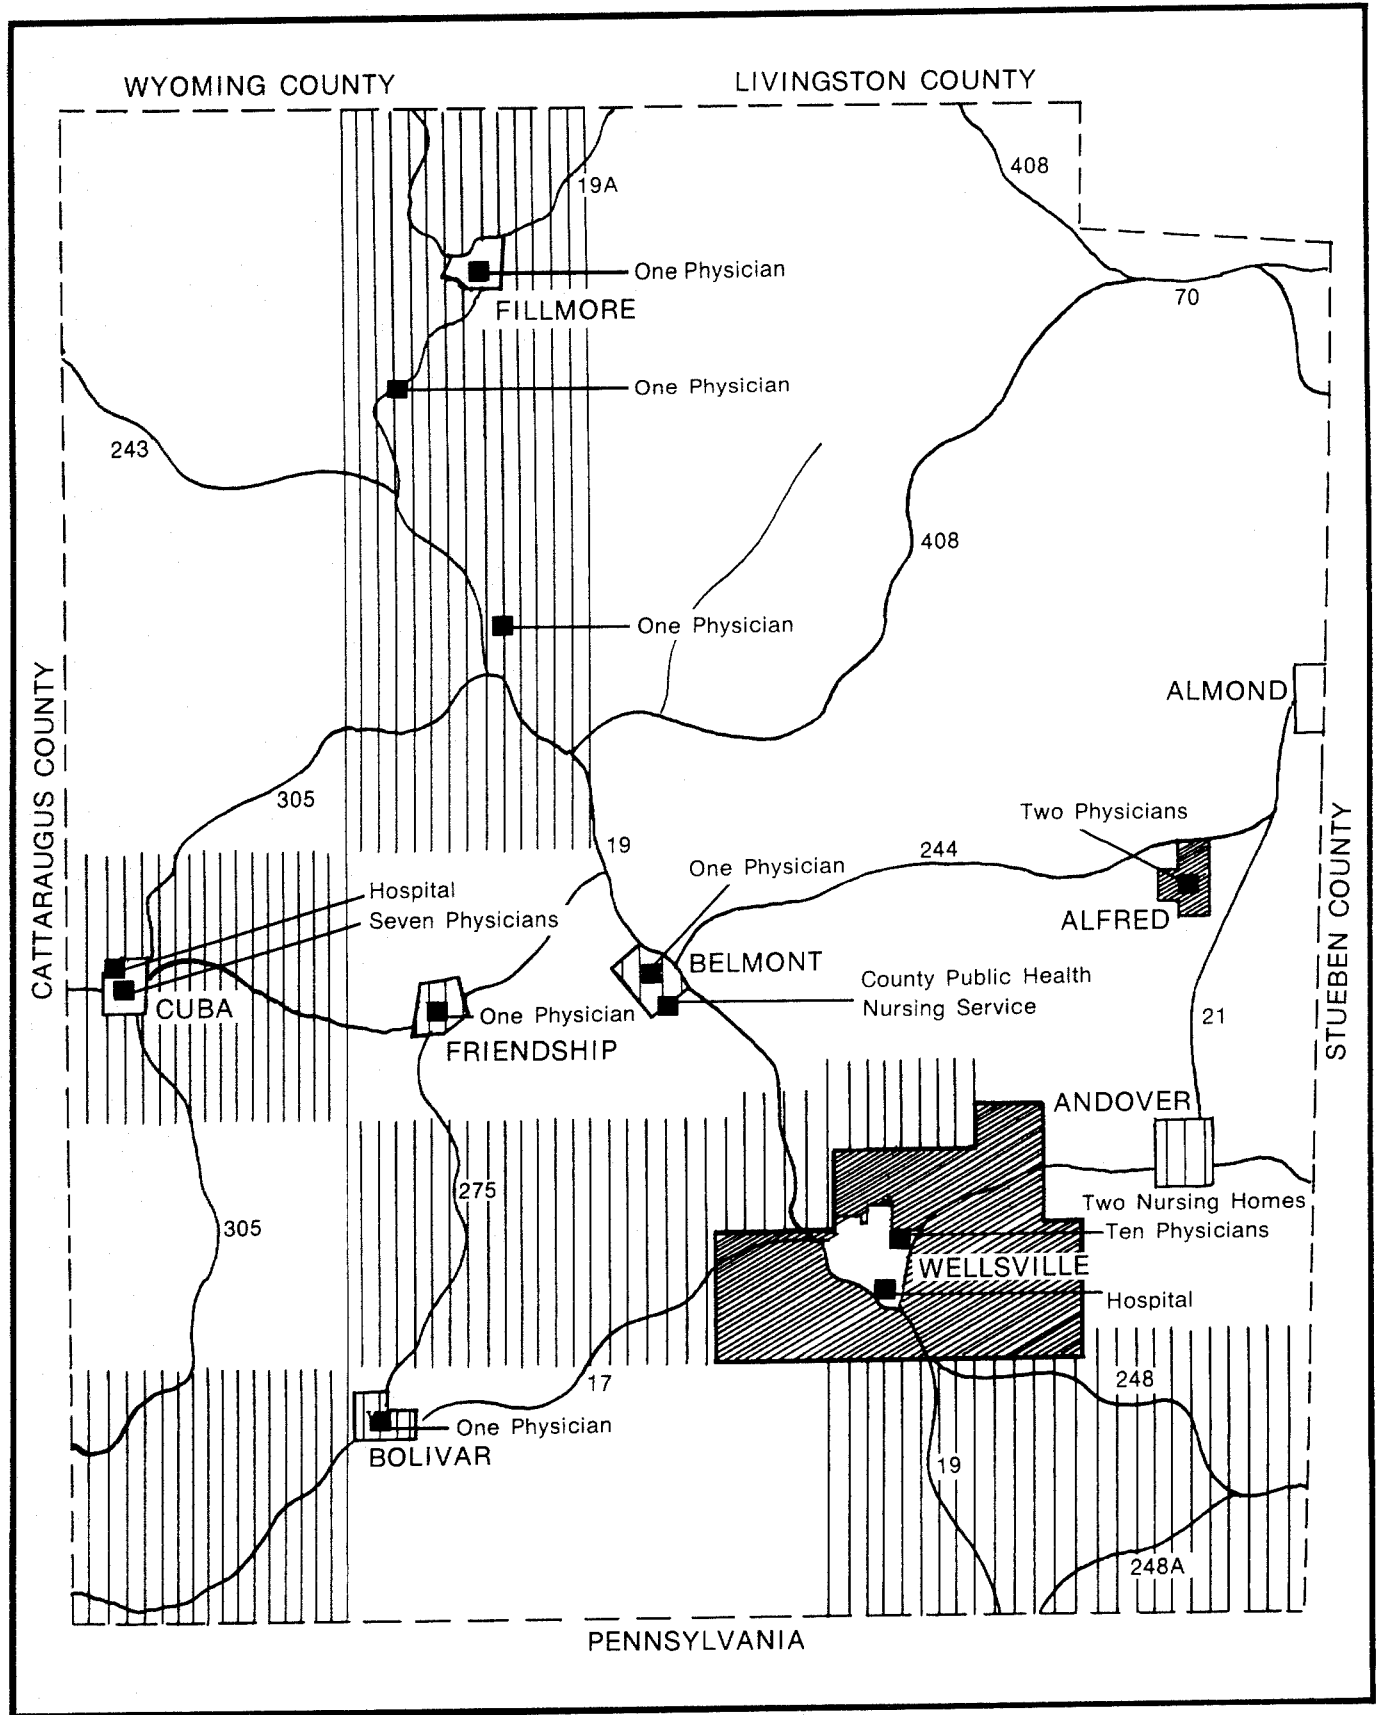 WYOMING COUNTY
LIVINGSTON COUNTY
408
19A
One Physician
70
FILLMORE
One Physician
243
408
One Physician
CATTARAUGUS COUNTY
ALMOND
305
Two Physicians
STUEBEN COUNTY
19
244
One Physician
Hospital
Seven Physicians
ALFRED
BELMONT
County Public Health
Nursing Service
CUBA
One Physician
21
FRIENDSHIP
ANDOVER
275
Two Nursing Homes
305
Ten Physicians
WELLSVILLE
Hospital
17
248
One Physician
BOLIVAR
19
248A
PENNSYLVANIA